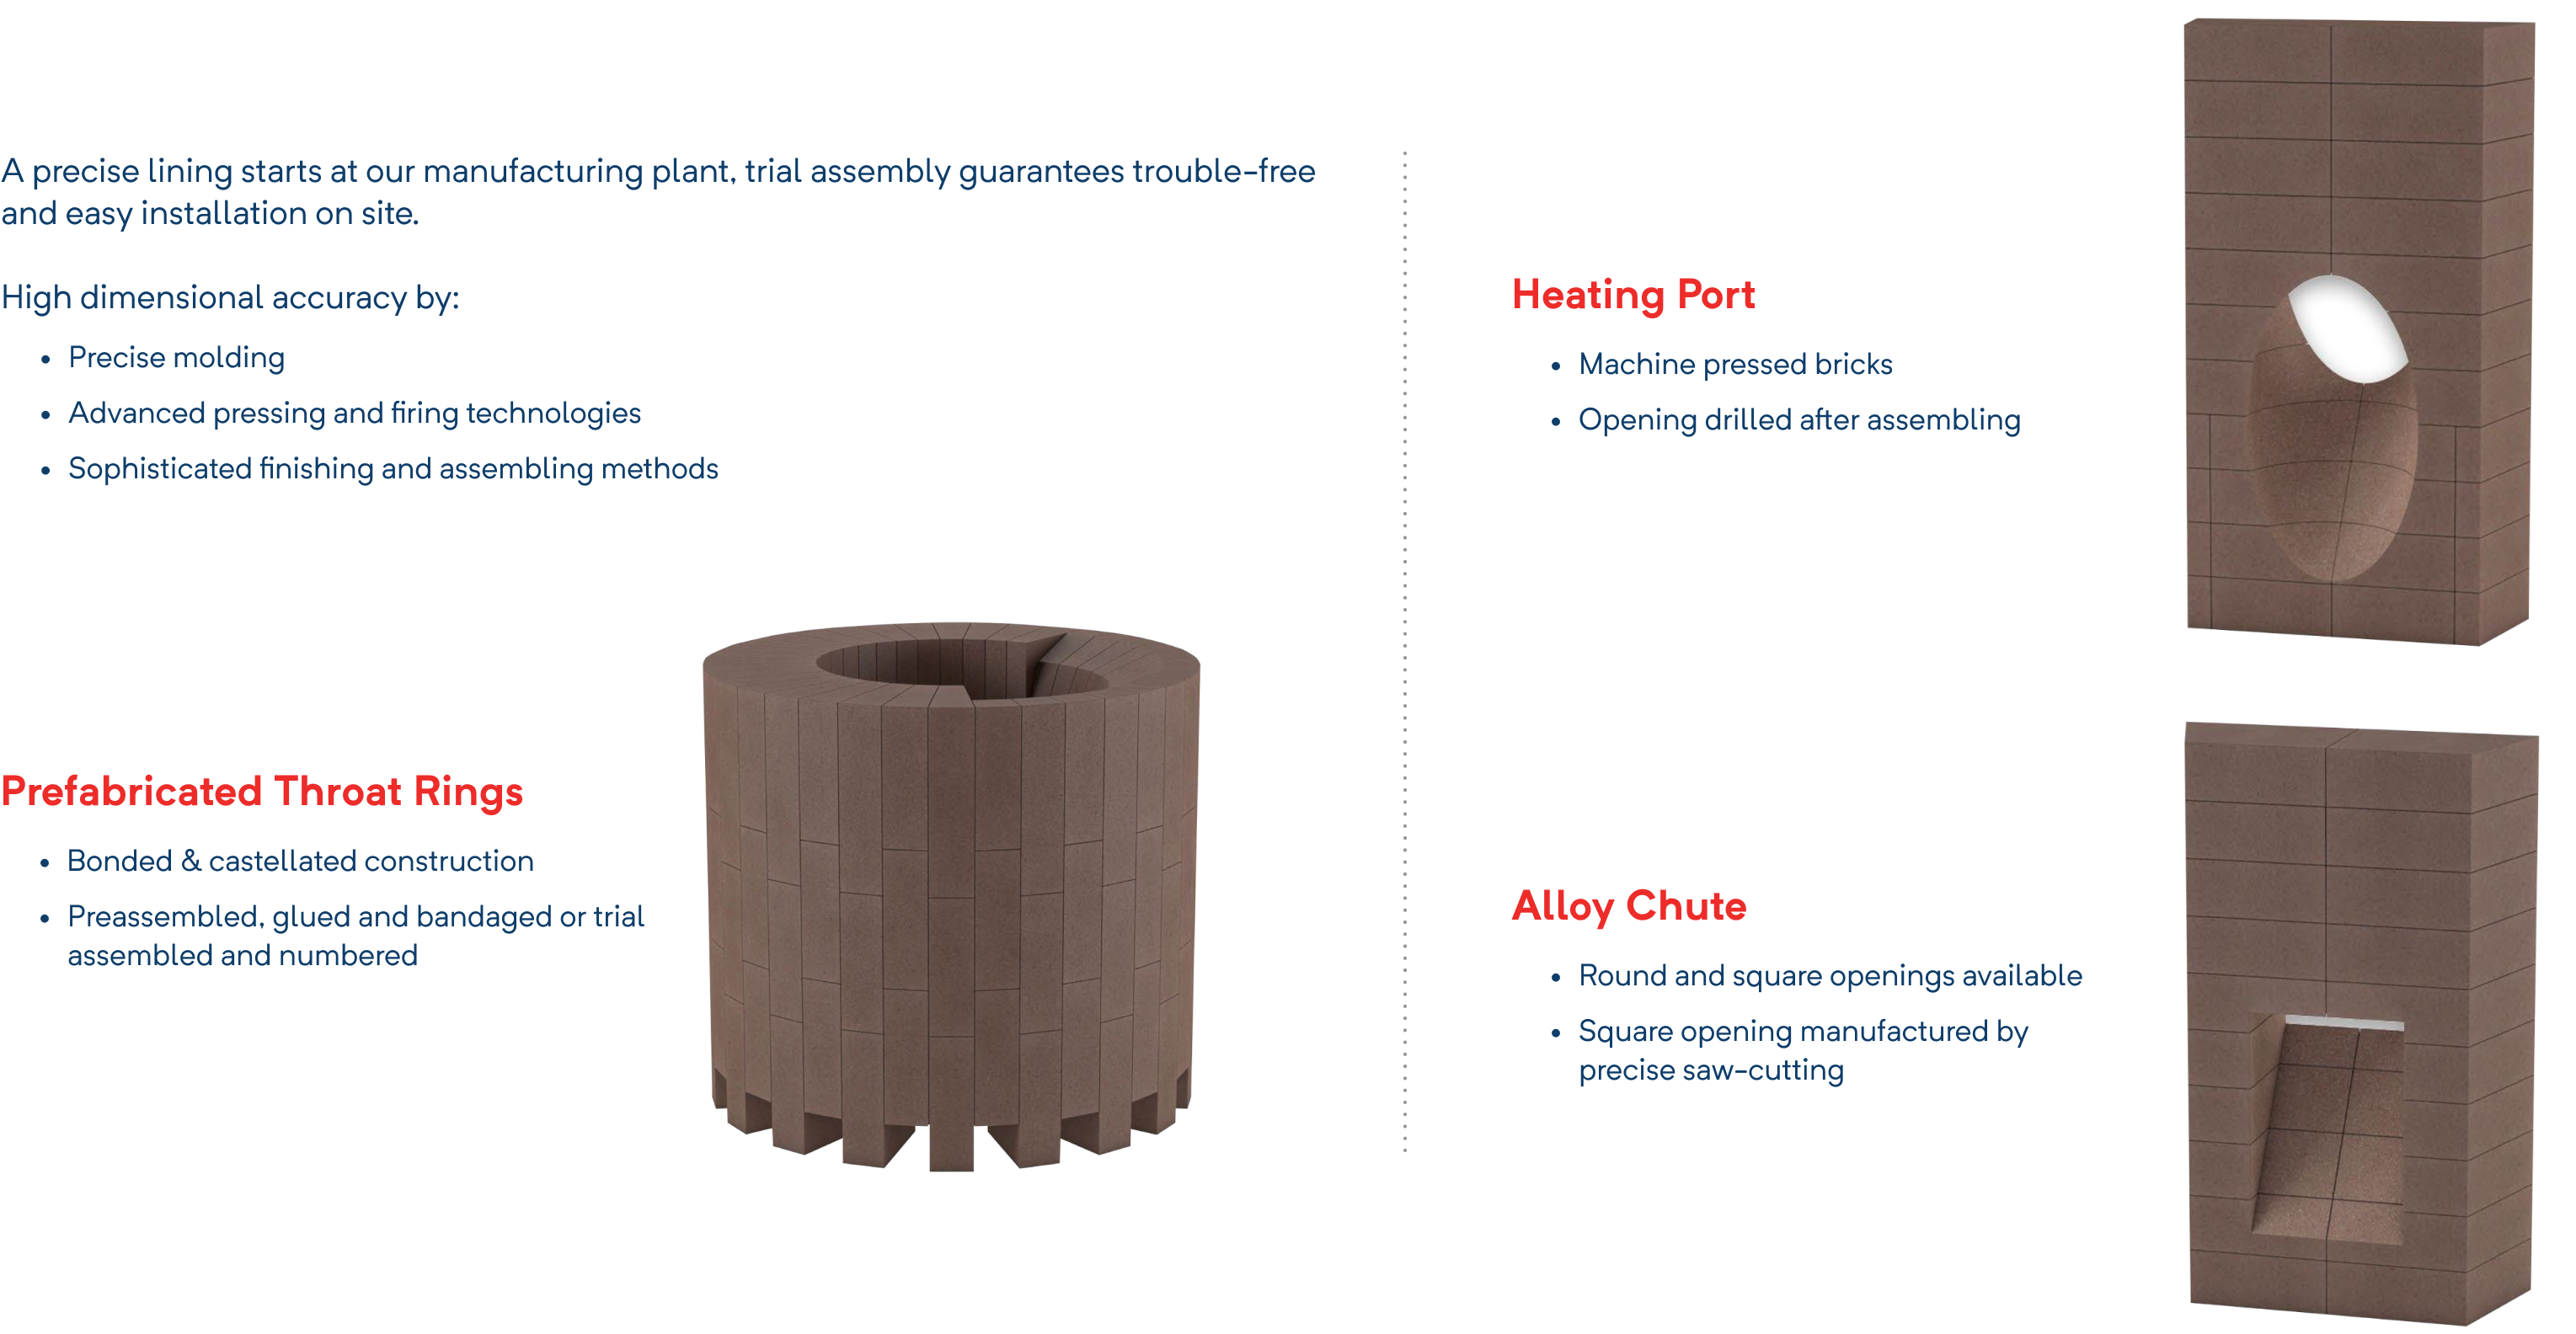 A precise lining starts at our manufacturing plant, trial assembly guarantees trouble-free
and easy installation on site.
High dimensional accuracy by:
• Precise molding
• Advanced pressing and firing technologies
• Sophisticated finishing and assembling methods
Prefabricated Throat Rings
• Bonded & castellated construction
• Preassembled, glued and bandaged or trial
assembled and numbered
Heating Port
• Machine pressed bricks
• Opening drilled after assembling
Alloy Chute
• Round and square openings available
• Square opening manufactured by
precise saw-cutting